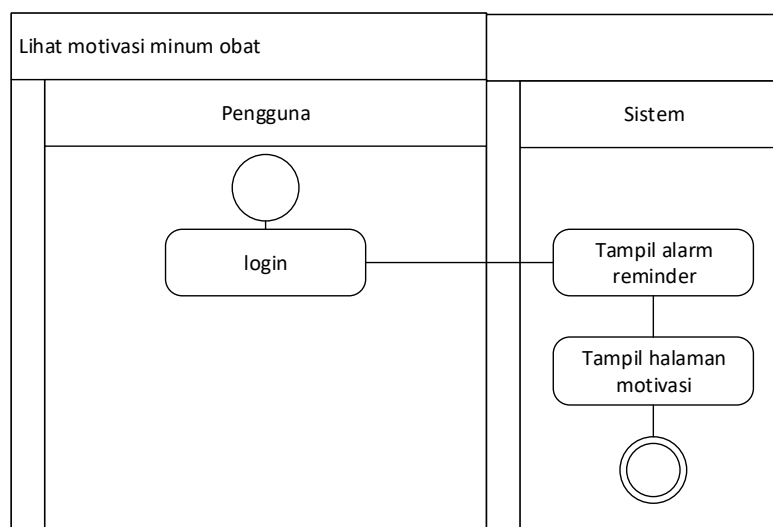 Lihat motivasi minum obat
Pengguna
Sistem
login
Tampil alarm
reminder
Tampil halaman
motivasi